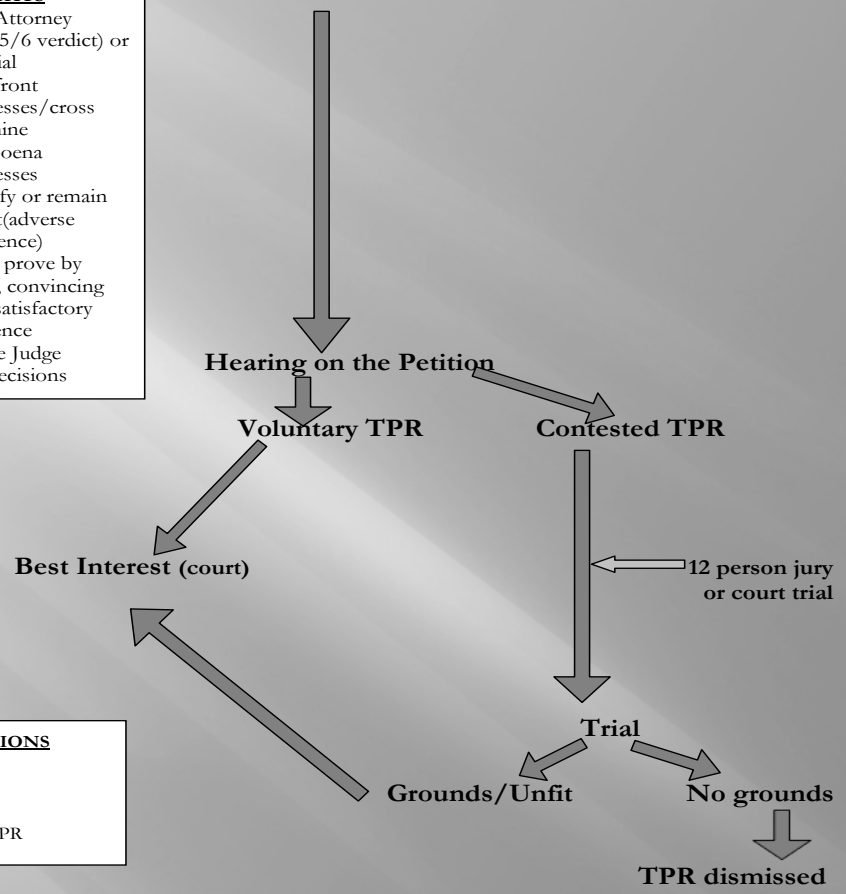 Attorney
5/6 verdict) or
ial
front
esses/cross
ine
oena
esses
fy or remain
t(adverse
ence)
prove by
, convincing
satisfactory
ence
e Judge
ecisions
Hearing on the Petition
Voluntary TPR
Contested TPR
Best Interest (court)
12 person jury
or court trial
Trial
IONS
Grounds/Unfit
No grounds
PR
TPR dismissed